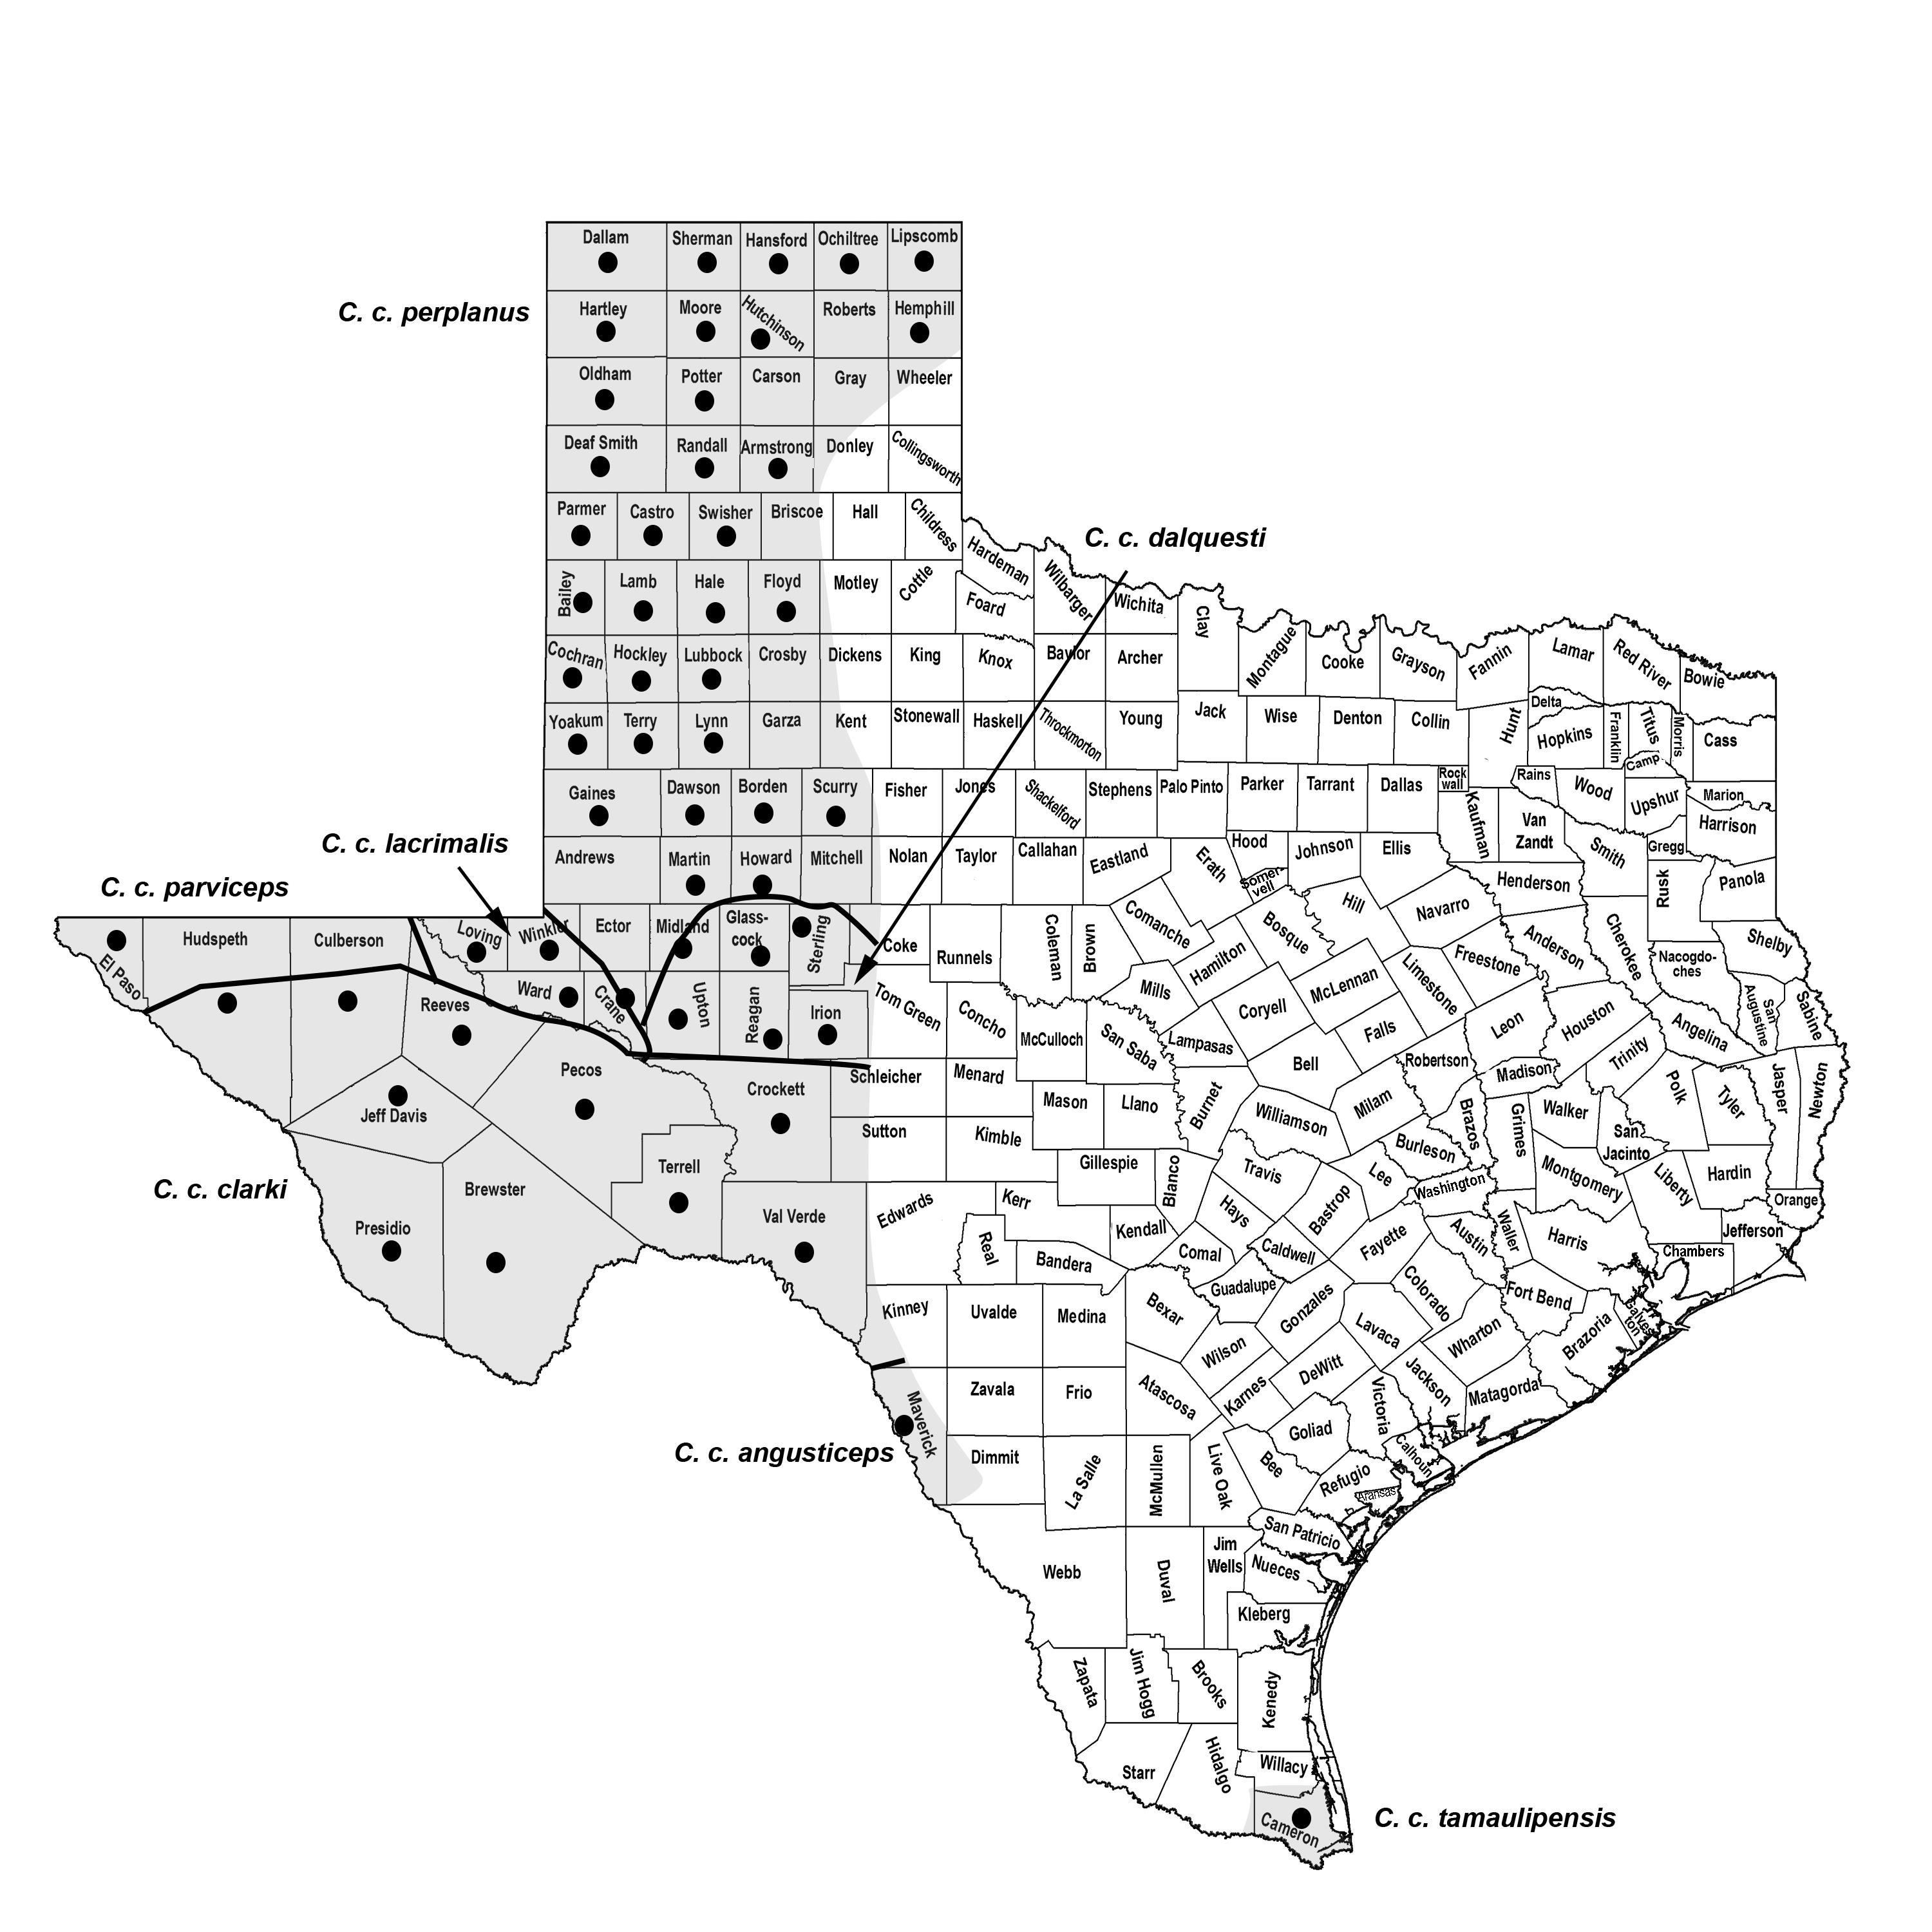 Dallam
Sherman
Hansford
Ochiltree
Lipscomb
C. c. perplanus
Hartley
Moore
Hutchinson
Roberts
Hemphill
Oldham
Potter
Carson
Gray
Wheeler
Deaf Smith
Randall
Armstrong
Donley
Collingsworth
Parmer
Castro
Swisher
Briscoe
Hall
Childress
C. c. dalquesti
Hardeman
Wilbarger
Bailey
Lamb
Hale
Floyd
Motley
Cottle
Foard
Wichita
Clay
Montague
Cooke
Grayson
Fannin
Lamar
Red River
Bowie
Cochran
Hockley
Lubbock
Crosby
Dickens
King
Knox
Baylor
Archer
Yoakum
Terry
Lynn
Garza
Kent
Stonewall
Haskell
Throckmorton
Young
Jack
Wise
Denton
Collin
Hunt
Delta
Hopkins
Franklin
Titus
Morris
Cass
Camp
Gaines
Dawson
Borden
Scurry
Fisher
Jones
Shackelford
Stephens
Palo Pinto
Parker
Tarrant
Dallas
Rock
wall
Rains
Wood
Upshur
Marion
Kaufman
Van
Zandt
Harrison
C. c. lacrimalis
Andrews
Martin
Howard
Mitchell
Nolan
Taylor
Callahan
Eastland
Erath
Hood
Somer-
vell
Johnson
Ellis
Smith
Gregg
Henderson
Rusk
Panola
C. c. parviceps
El Paso
Hudspeth
Culberson
Loving
Winkler
Ector
Midland
Glass-
cock
Sterling
Coke
Runnels
Coleman
Brown
Comanche
Hamilton
Bosque
Hill
Navarro
Freestone
Anderson
Cherokee
Nacogdo-
ches
Shelby
Reeves
Ward
Crane
Upton
Reagan
Irion
Tom Green
Concho
McCulloch
San Saba
Mills
Lampasas
Coryell
McLennan
Limestone
Falls
Leon
Houston
Angelina
San
Augustine
Sabine
Jeff Davis
Pecos
Crockett
Schleicher
Menard
Mason
Llano
Burnet
Bell
Milam
Robertson
Madison
Trinity
Polk
Tyler
Jasper
Newton
Williamson
Burleson
Brazos
Grimes
Walker
San
Jacinto
C. c. clarki
Presidio
Brewster
Terrell
Val Verde
Sutton
Kimble
Gillespie
Blanco
Travis
Lee
Washington
Montgomery
Liberty
Hardin
Orange
Edwards
Kerr
Real
Kendall
Bandera
Hays
Comal
Caldwell
Bastrop
Fayette
Austin
Waller
Harris
Chambers
Jefferson
Kinney
Uvalde
Medina
Bexar
Guadalupe
Gonzales
Colorado
Fort Bend
Galves
ton
Brazoria
Wilson
Lavaca
Wharton
Maverick
Zavala
Frio
Atascosa
Karnes
DeWitt
Jackson
Matagorda
Victoria
C. c. angusticeps
Dimmit
La Salle
McMullen
Live Oak
Bee
Goliad
Calhoun
Refugio
Aransas
San Patricio
Webb
Duval
Jim
Wells
Nueces
Kleberg
Zapata
Jim Hogg
Brooks
Kenedy
Starr
Hidalgo
Willacy
Cameron
C. c. tamaulipensis